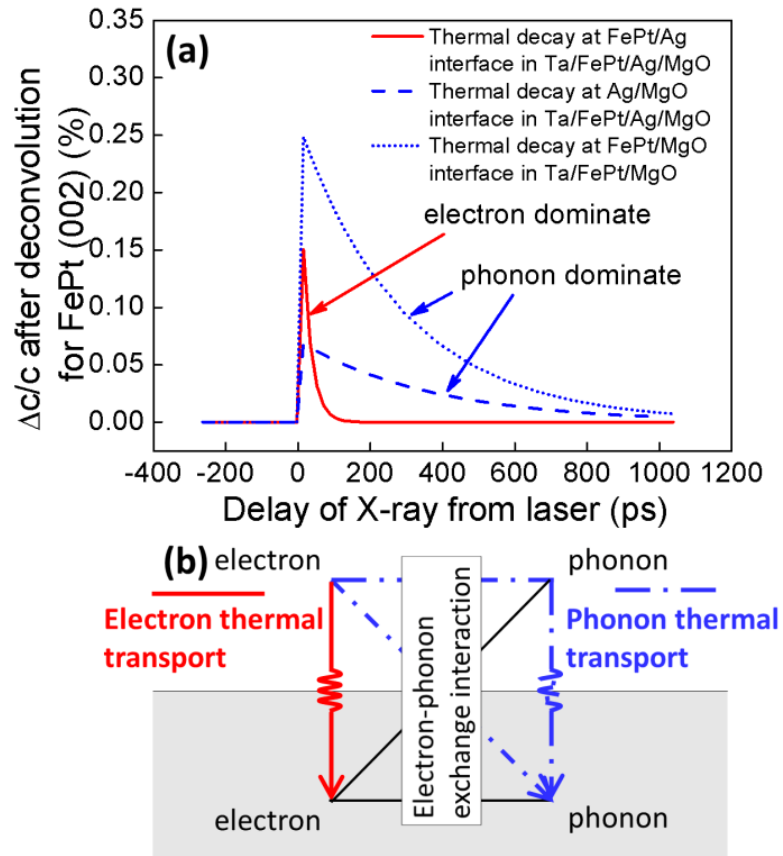 (a)
Thermal decay at FePt/Ag
interface in Ta/FePt/Ag/MgO
Thermal decay at Ag/MgO
interface in Ta/FePt/Ag/MgO
Thermal decay at FePt/MgO
interface in Ta/FePt/MgO
electron dominate
phonon dominate
Δc/c after deconvolution
for FePt (002) (%)
0.35
0.30
0.25
0.20
0.15
0.10
0.05
0.00
-400 -200 0 200 400 600 800 1000 1200
Delay of X-ray from laser (ps)
(b)
electron
phonon
Electron thermal
transport
Electron-phonon
exchange interaction
Phonon thermal
transport
electron
phonon